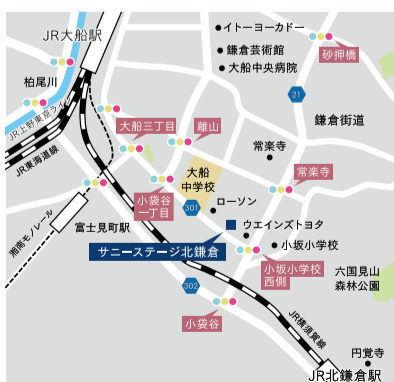 イトーヨーカドー
JR大船駅
鎌倉芸術館
砂押橋
大船中央病院
柏尾川
21
JR上野東京ライン
大船三丁目
離山
鎌倉街道
常楽寺
JR東海道線
大船
中学校
常楽寺
小袋谷
一丁目
ローソン
301
富士見町駅
ウエインズトヨタ
湘南モノレール
サニーステージ北鎌倉
小坂小学校
小坂小学校
西側
六国見山
森林公園
302
小袋谷
JR横須賀線
円覚寺
JR北鎌倉駅